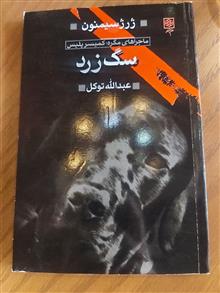 ژرژ سیمنون
ماجراهای مگره: کمیسر پلیس
سگ زرد
عبدالله توکل